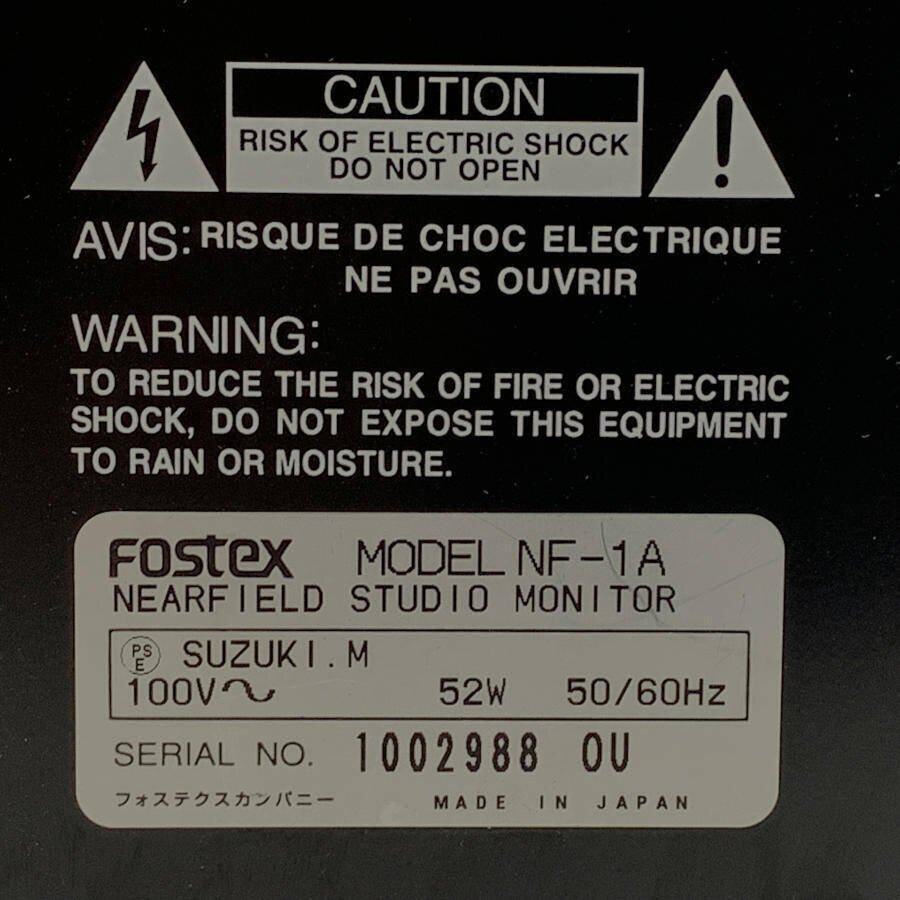 CAUTION
RISK OF ELECTRIC SHOCK
DO NOT OPEN
AVIS: RISQUE DE CHOC ELECTRIQUE
NE PAS OUVRIR
WARNING:
TO REDUCE THE RISK OF FIRE OR ELECTRIC
SHOCK, DO NOT EXPOSE THIS EQUIPMENT
TO RAIN OR MOISTURE.
Fostex MODEL NF-1A
NEARFIELD STUDIO MONITOR
PS E SUZUKI.M
100V~ 52W 50/60Hz
SERIAL NO. 1002988 0U
フォステクスカンパニー MADE IN JAPAN